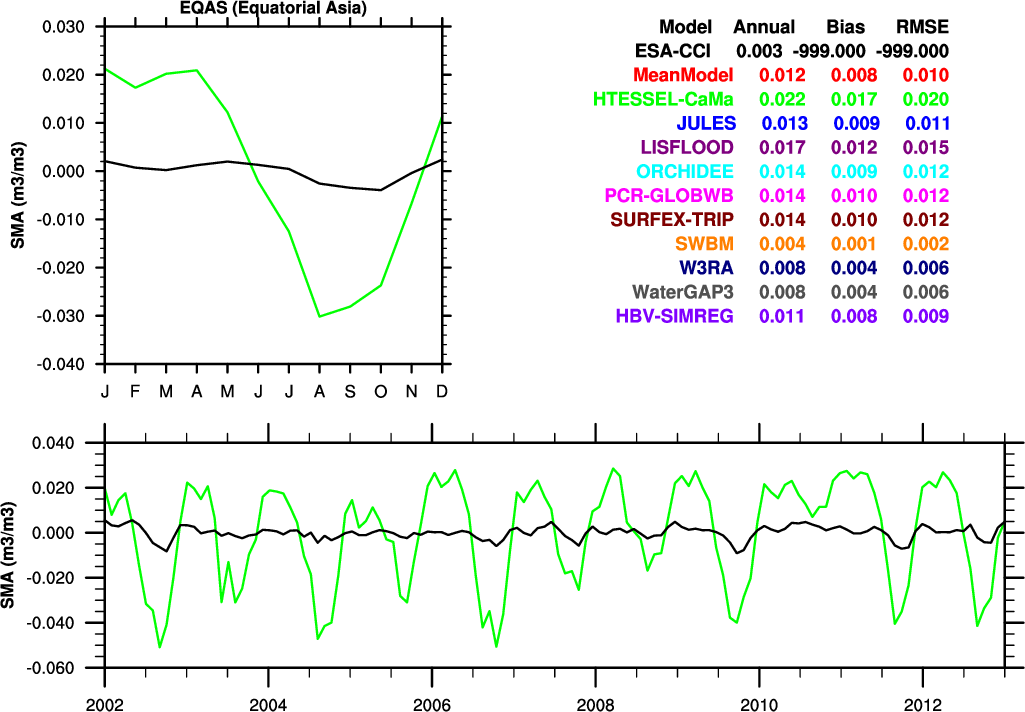 EQAS (Equatorial Asia)
0.030
0.020
0.010
0.000
-0.010
-0.020
-0.030
-0.040
SMA (m3/m3)
J F M A M J J A S O N D
Model Annual Bias RMSE
ESA-CCI 0.003 -999.000 -999.000
MeanModel 0.012 0.008 0.010
HTESSEL-CaMa 0.022 0.017 0.020
JULES 0.013 0.009 0.011
LISFLOOD 0.017 0.012 0.015
ORCHIDEE 0.014 0.009 0.012
PCR-GLOBWB 0.014 0.010 0.012
SURFEX-TRIP 0.014 0.010 0.012
SWBM 0.004 0.001 0.002
W3RA 0.008 0.004 0.006
WaterGAP3 0.008 0.004 0.006
HBV-SIMREG 0.011 0.008 0.009
0.040
0.020
0.000
-0.020
-0.040
-0.060
SMA (m3/m3)
2002 2004 2006 2008 2010 2012